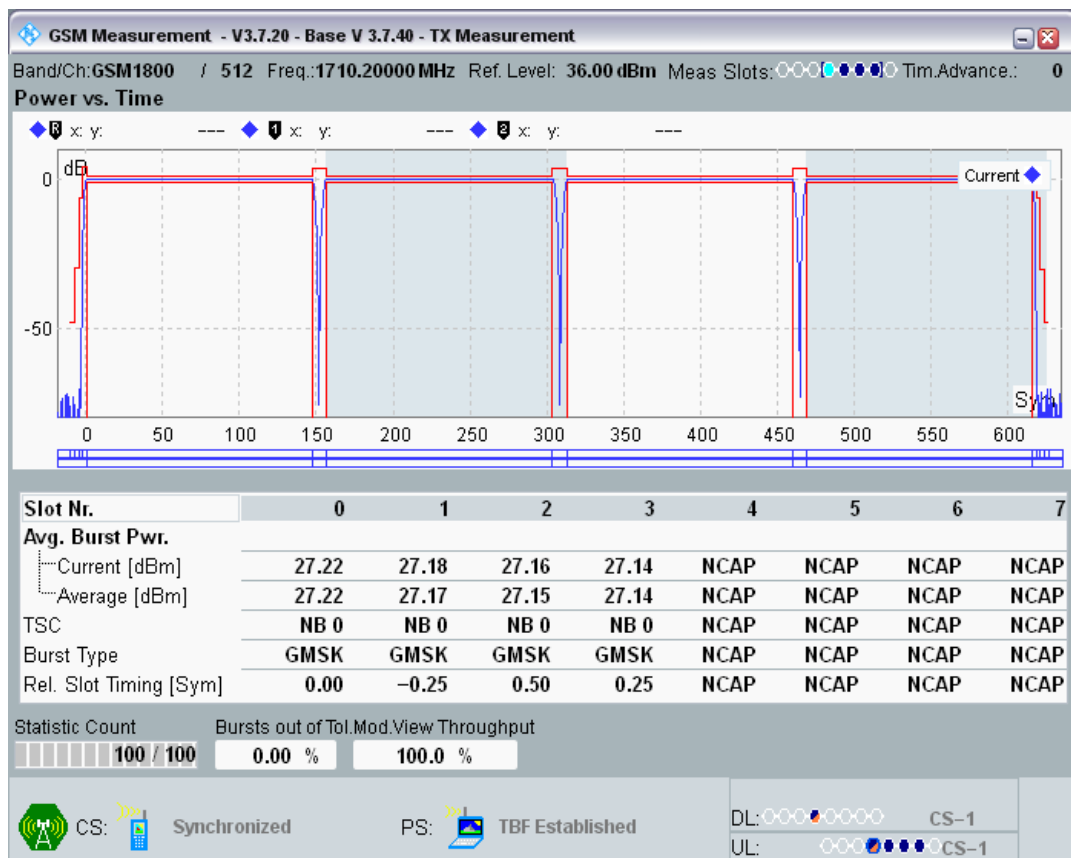 GSM Measurement - V3.7.20 - Base V 3.7.40 - TX Measurement
Band/Ch:GSM1800 / 512 Freq.:1710.20000 MHz Ref. Level: 36.00 dBm Meas Slots: Tim.Advance.: 0
Power vs. Time
R x: y: --- 1 x: y: --- 2 x: y: ---
dB
Current
0
-50
Sym
0 50 100 150 200 250 300 350 400 450 500 550 600
Slot Nr. 0 1 2 3 4 5 6 7
Avg. Burst Pwr.
Current [dBm] 27.22 27.18 27.16 27.14 NCAP NCAP NCAP NCAP
Average [dBm] 27.22 27.17 27.15 27.14 NCAP NCAP NCAP NCAP
TSC NB 0 NB 0 NB 0 NB 0 NCAP NCAP NCAP NCAP
Burst Type GMSK GMSK GMSK GMSK NCAP NCAP NCAP NCAP
Rel. Slot Timing [Sym] 0.00 −0.25 0.50 0.25 NCAP NCAP NCAP NCAP
Statistic Count Bursts out of Tol.Mod.View Throughput
100 / 100 0.00 % 100.0 %
CS: Synchronized PS: TBF Established DL: CS−1
UL: CS−1